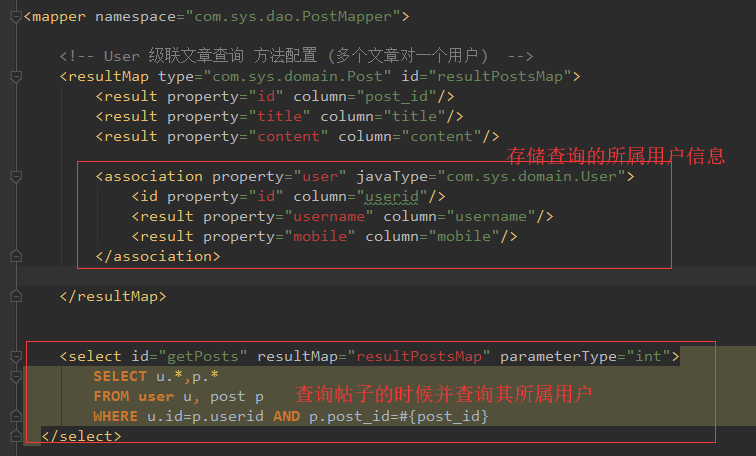 <mapper namespace="com.sys.dao.PostMapper">
<!-- User 级联文章查询 方法配置 (多个文章对一个用户) -->
<resultMap type="com.sys.domain.Post" id="resultPostsMap">
<result property="id" column="post_id"/>
<result property="title" column="title"/>
<result property="content" column="content"/>
存储查询的所属用户信息
<association property="user" javaType="com.sys.domain.User">
<id property="id" column="userid"/>
<result property="username" column="username"/>
<result property="mobile" column="mobile"/>
</association>
</resultMap>
<select id="getPosts" resultMap="resultPostsMap" parameterType="int">
SELECT u.*,p.*
FROM user u, post p 查询帖子的时候并查询其所属用户
WHERE u.id=p.userid AND p.post_id=#{post_id}
</select>